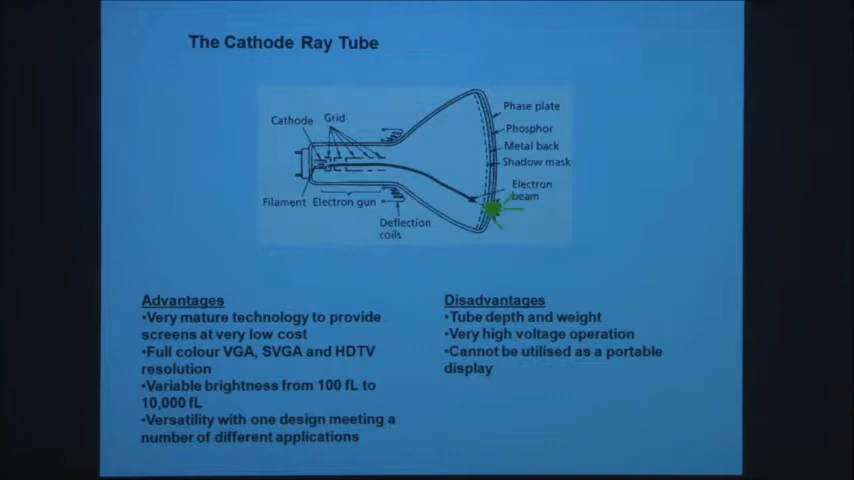 The Cathode Ray Tube
Cathode
Grid
Phase plate
Phosphor
Metal back
Shadow mask
Electron
beam
Filament
Electron gun
Deflection
coils
Advantages
•Very mature technology to provide
screens at very low cost
•Full colour VGA, SVGA and HDTV
resolution
•Variable brightness from 100 fL to
10,000 fL
•Versatility with one design meeting a
number of different applications
Disadvantages
•Tube depth and weight
•Very high voltage operation
•Cannot be utilised as a portable
display